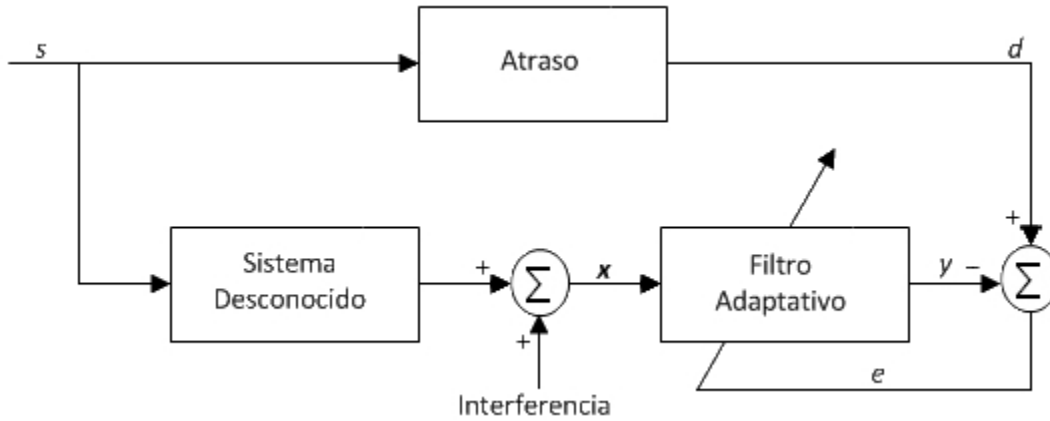 s
Atraso
d
+
Sistema
Desconocido
+
Σ
x
Filtro
Adaptativo
y
−
Σ
+
e
Interferencia